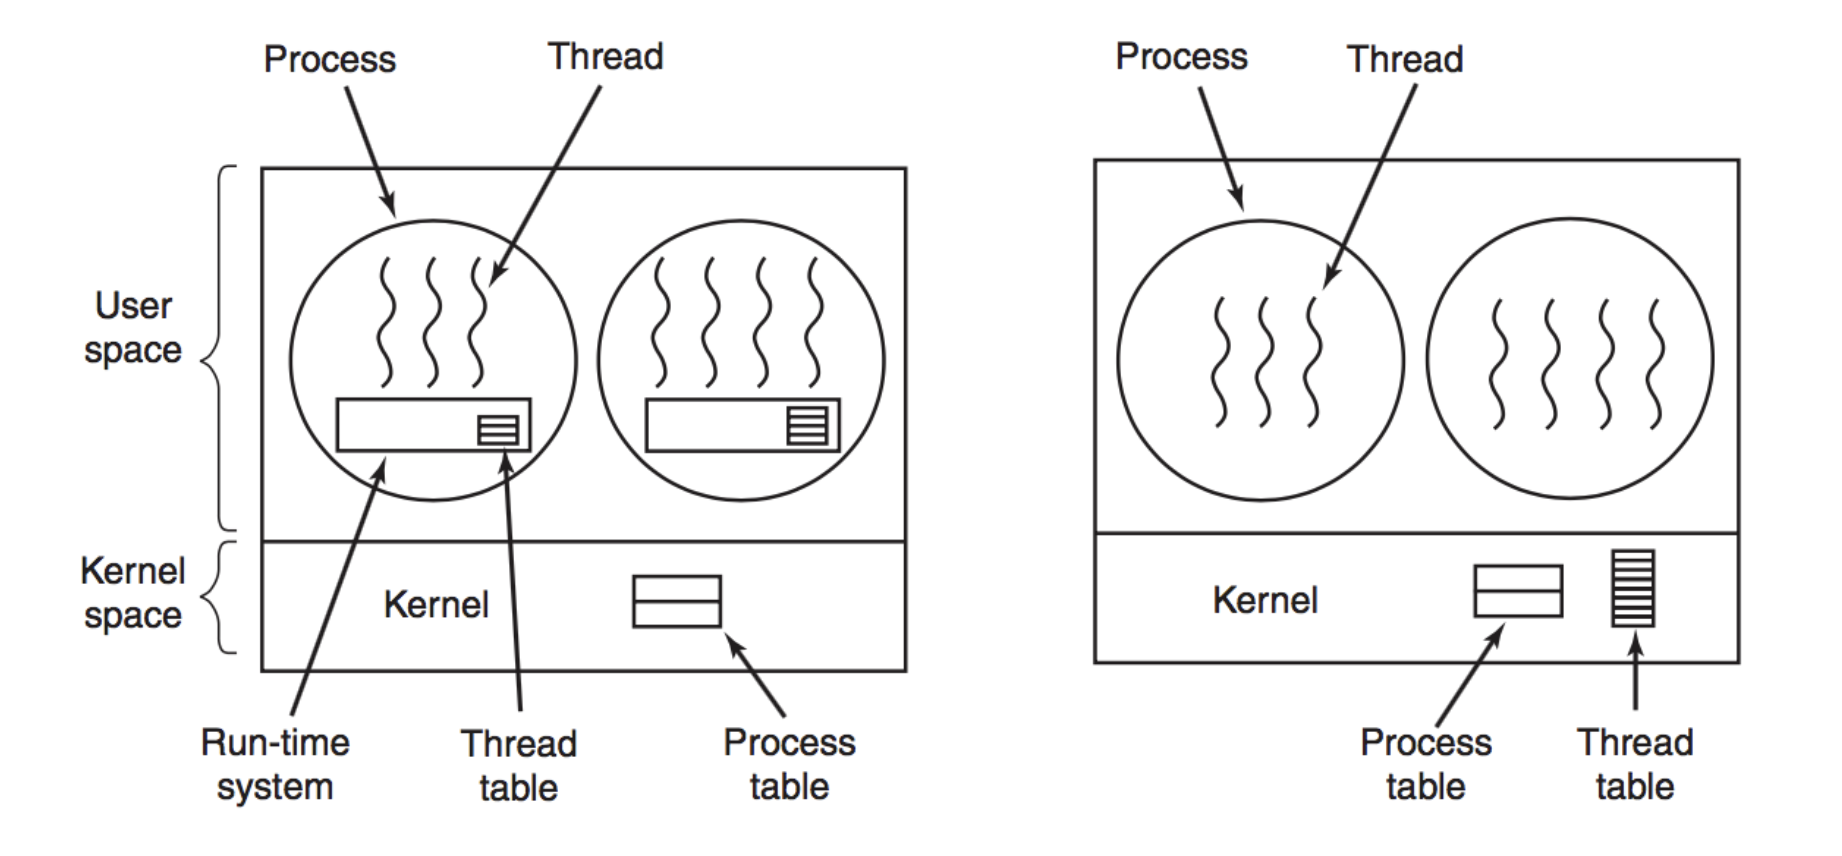 Process
Thread
User
space
Kernel
space
Kernel
Run-time
system
Thread
table
Process
table
Process
Thread
Kernel
Process
table
Thread
table